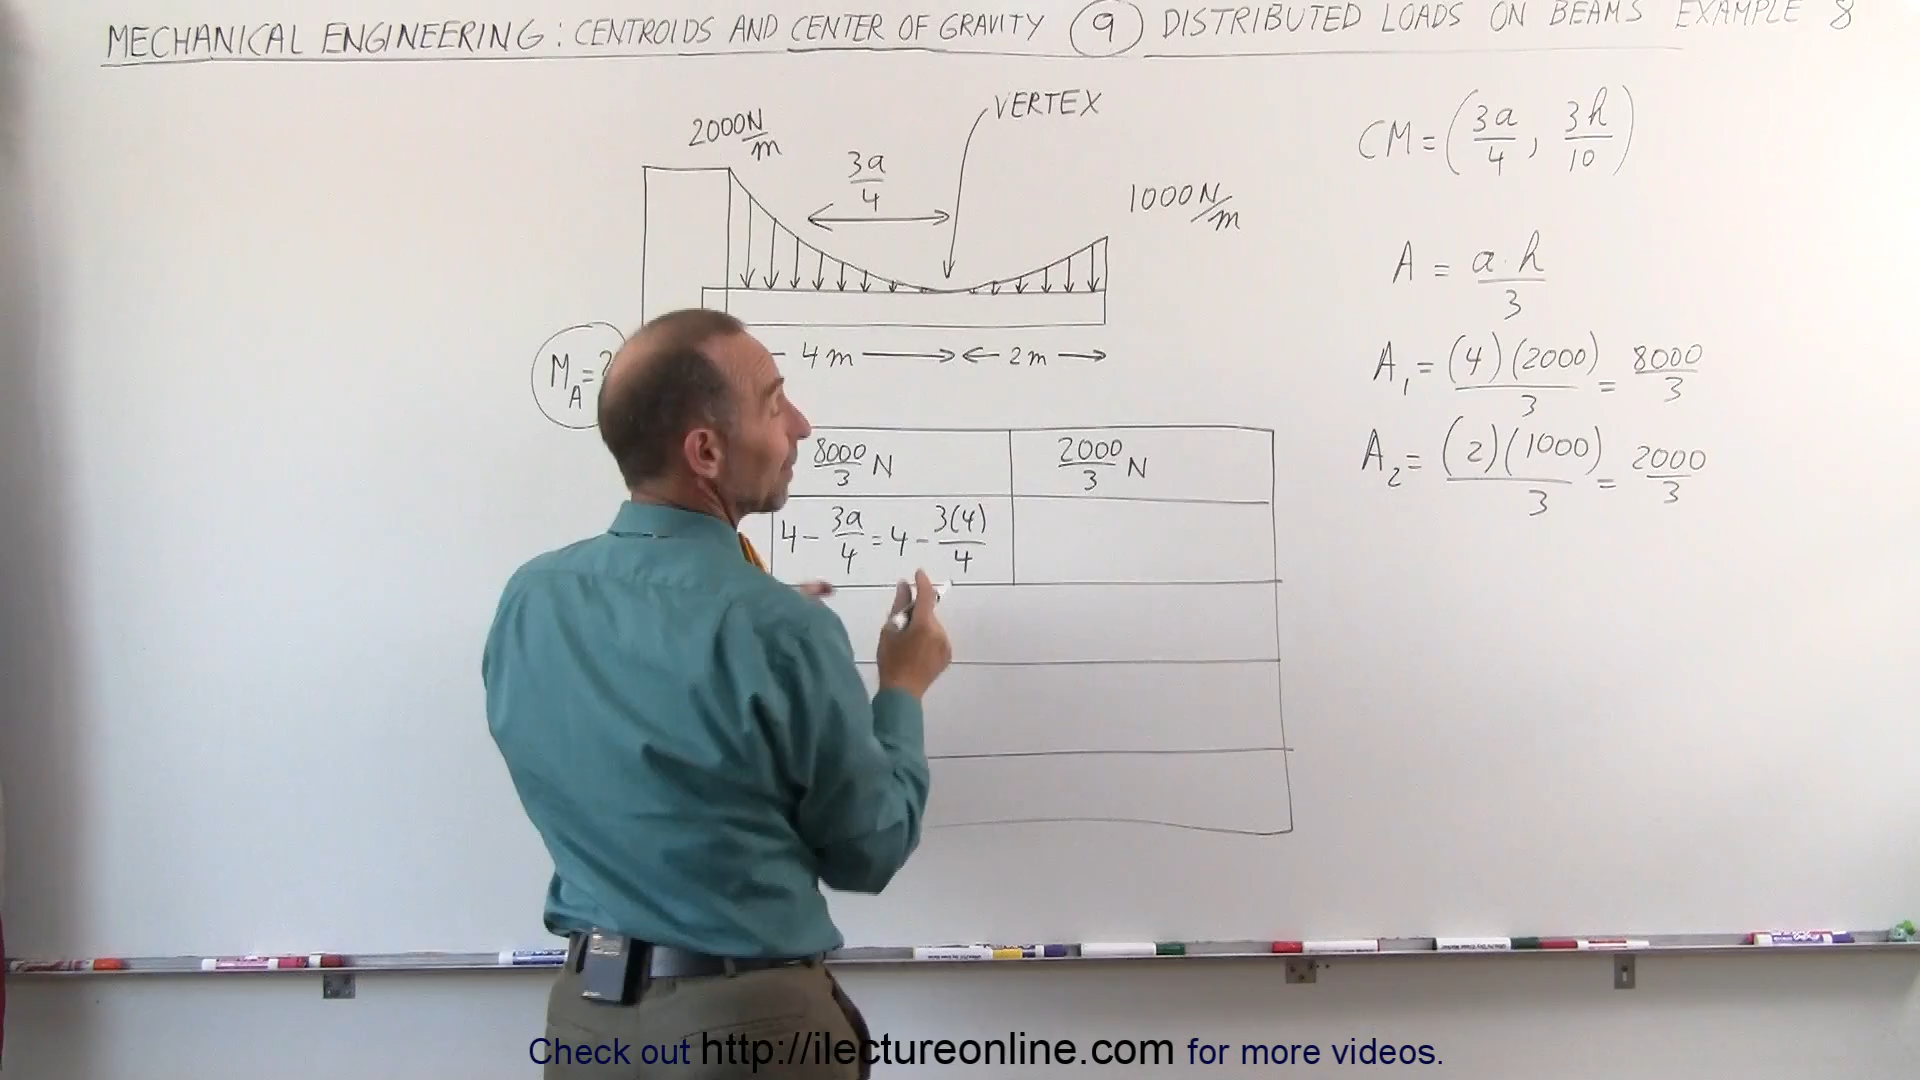 MECHANICAL ENGINEERING: CENTROIDS AND CENTER OF GRAVITY (9) DISTRIBUTED LOADS ON BEAMS EXAMPLE 8
VERTEX
2000 N/m
3a/4
1000 N/m
4m
2m
M_A = ?
8000/3 N
2000/3 N
4 - 3a/4 = 4 - 3(4)/4
CM = (3a/4, 3h/10)
A = a·h/3
A₁ = (4)(2000)/3 = 8000/3
A₂ = (2)(1000)/3 = 2000/3
Check out http://ilectureonline.com for more videos.